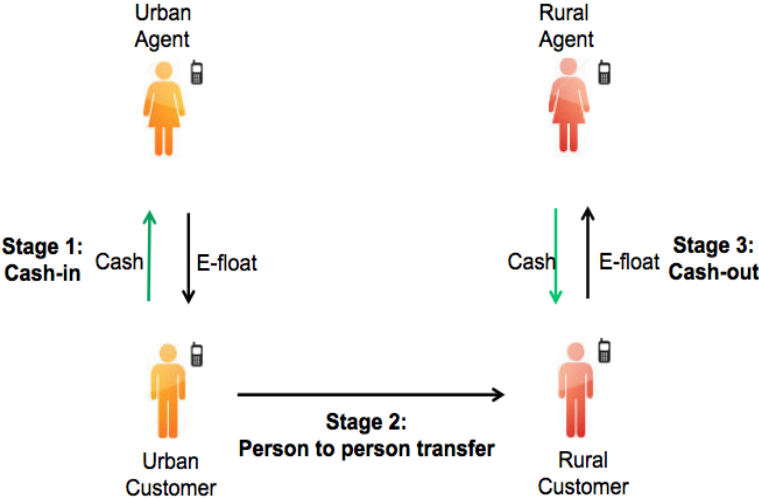 Urban
Agent
Rural
Agent
Stage 1:
Cash-in
Cash
E-float
Cash
E-float
Stage 3:
Cash-out
Stage 2:
Person to person transfer
Urban
Customer
Rural
Customer